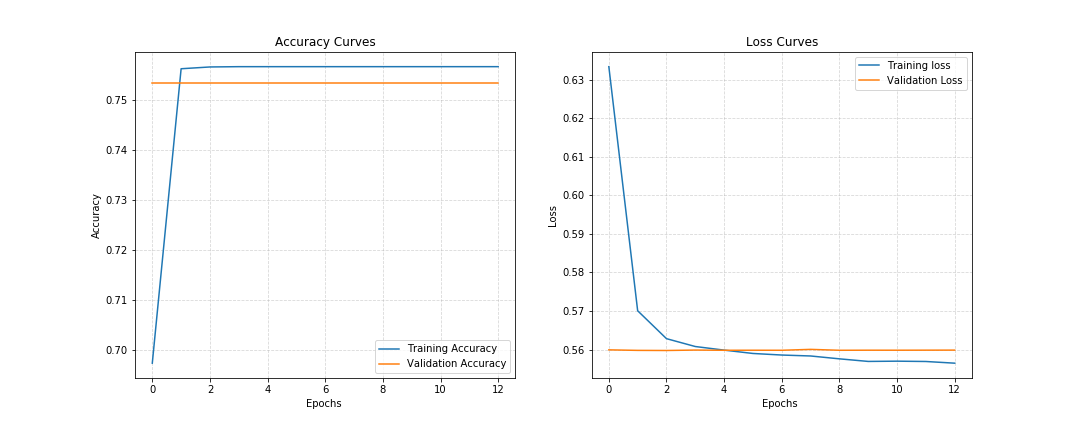 Accuracy Curves
0.75
0.74
0.73
0.72
0.71
0.70
Accuracy
0 2 4 6 8 10 12
Epochs
Training Accuracy
Validation Accuracy
Loss Curves
0.63
0.62
0.61
0.60
0.59
0.58
0.57
0.56
Loss
0 2 4 6 8 10 12
Epochs
Training loss
Validation Loss